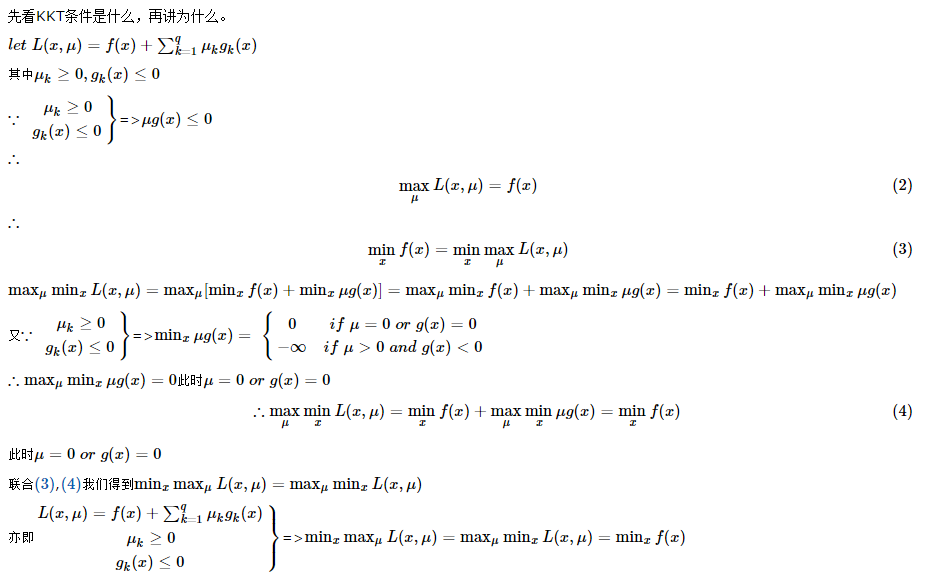 先看KKT条件是什么，再讲为什么。
let L(x, μ) = f(x) + ∑_{k=1}^{q} μ_k g_k(x)
其中μ_k ≥ 0, g_k(x) ≤ 0
∵ μ_k ≥ 0
g_k(x) ≤ 0 } => μg(x) ≤ 0
∴
max_μ L(x, μ) = f(x) (2)
∴
min_x f(x) = min_x max_μ L(x, μ) (3)
max_μ min_x L(x, μ) = max_μ[min_x f(x) + min_x μg(x)] = max_μ min_x f(x) + max_μ min_x μg(x) = min_x f(x) + max_μ min_x μg(x)
又∵ μ_k ≥ 0
g_k(x) ≤ 0 } => min_x μg(x) = { 0 if μ = 0 or g(x) = 0
−∞ if μ > 0 and g(x) < 0
∴ max_μ min_x μg(x) = 0此时μ = 0 or g(x) = 0
∴ max_μ min_x L(x, μ) = min_x f(x) + max_μ min_x μg(x) = min_x f(x) (4)
此时μ = 0 or g(x) = 0
联合(3),(4)我们得到min_x max_μ L(x, μ) = max_μ min_x L(x, μ)
亦即 L(x, μ) = f(x) + ∑_{k=1}^{q} μ_k g_k(x)
μ_k ≥ 0
g_k(x) ≤ 0 } => min_x max_μ L(x, μ) = max_μ min_x L(x, μ) = min_x f(x)